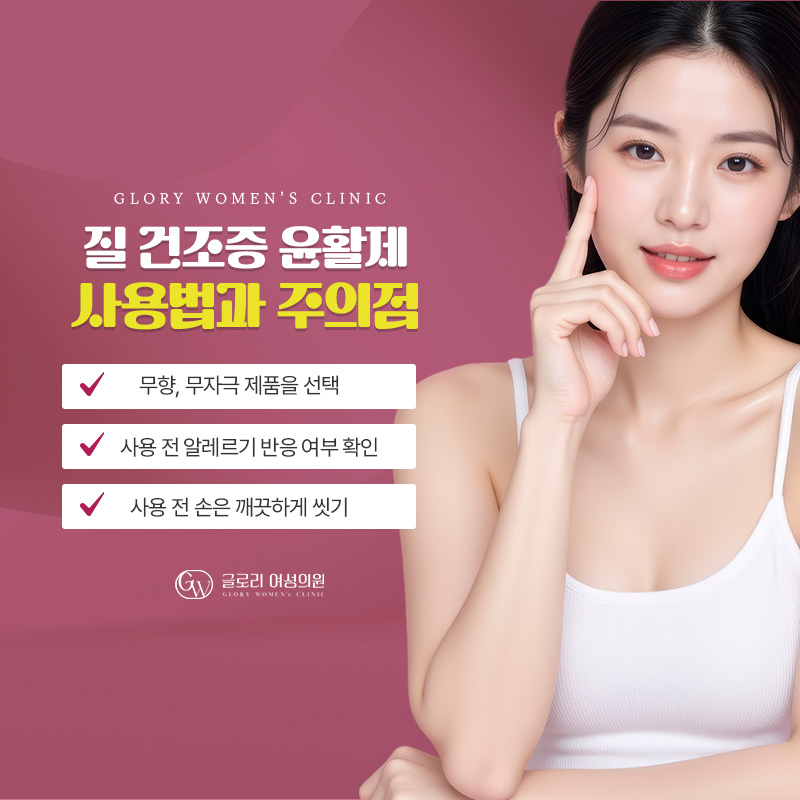 GLORY WOMEN'S CLINIC
질 건조증 윤활제
사용법과 주의점
무향, 무자극 제품을 선택
사용 전 알레르기 반응 여부 확인
사용 전 손은 깨끗하게 씻기
GW 글로리 여성의원
GLORY WOMEN's CLINIC